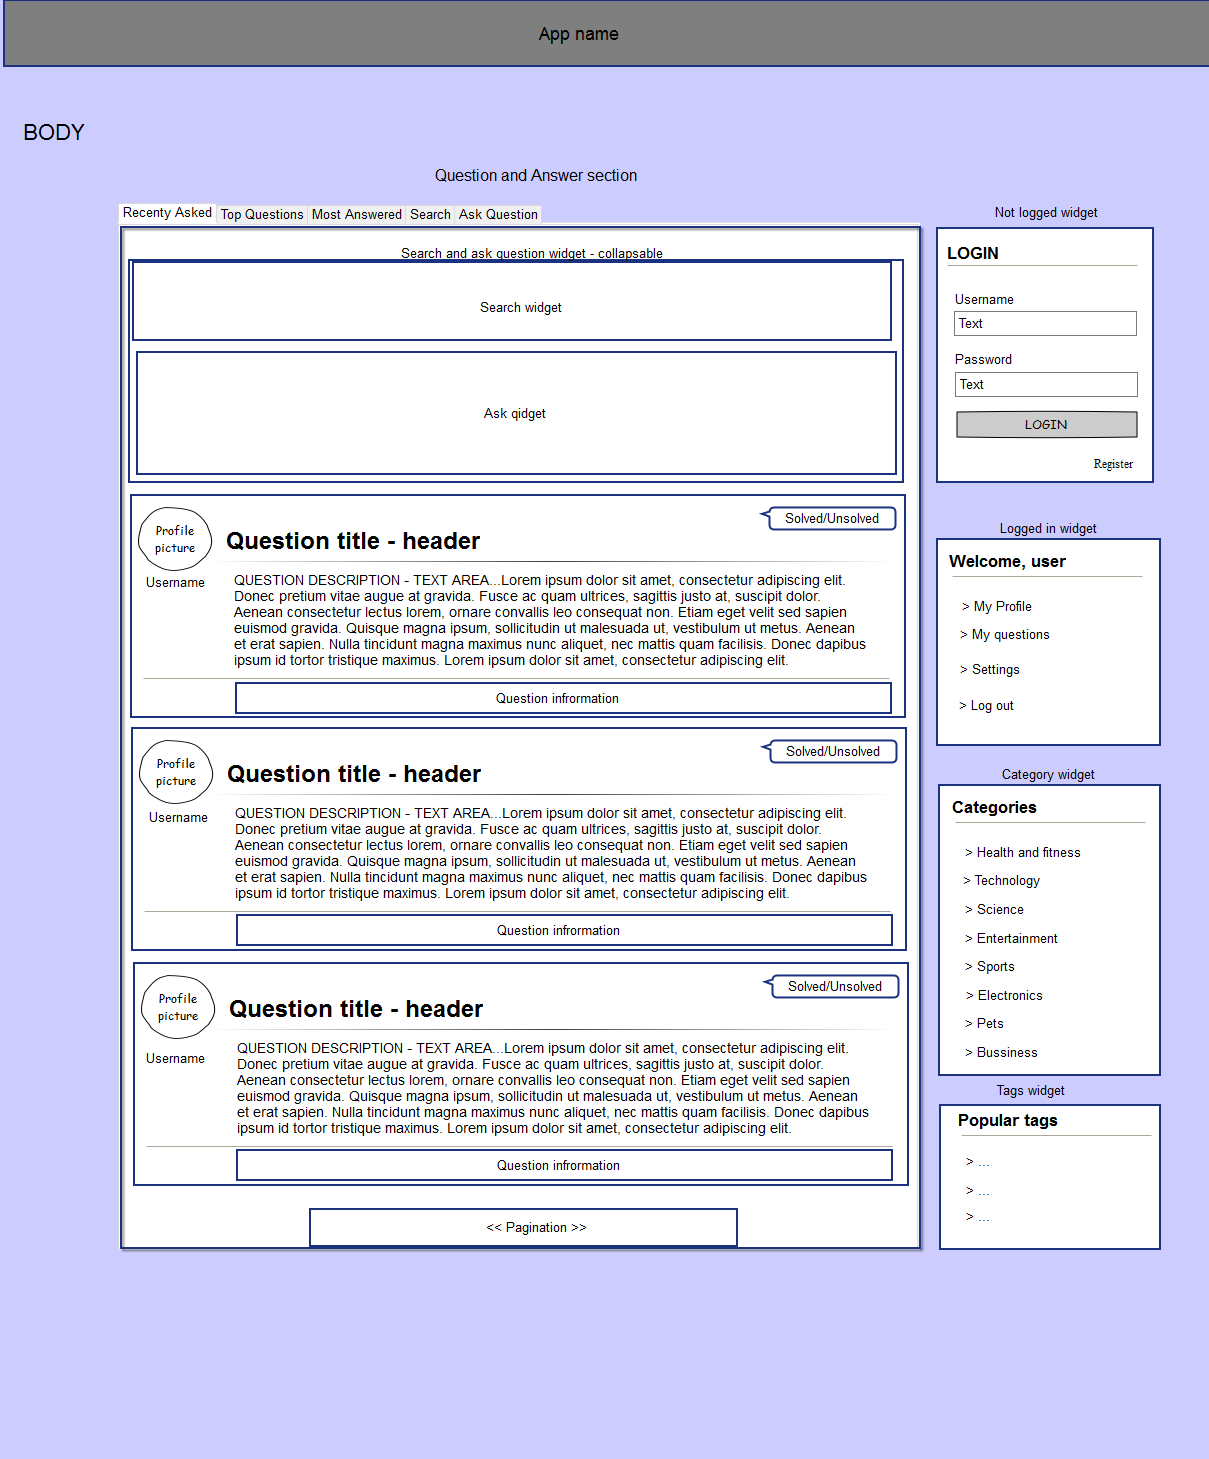 App name
BODY
Question and Answer section
Recenty Asked Top Questions Most Answered Search Ask Question
Search and ask question widget - collapsable
Search widget
Ask qidget
Profile
picture
Username
Question title - header
Solved/Unsolved
QUESTION DESCRIPTION - TEXT AREA...Lorem ipsum dolor sit amet, consectetur adipiscing elit.
Donec pretium vitae augue at gravida. Fusce ac quam ultrices, sagittis justo at, suscipit dolor.
Aenean consectetur lectus lorem, ornare convallis leo consequat non. Etiam eget velit sed sapien
euismod gravida. Quisque magna ipsum, sollicitudin ut malesuada ut, vestibulum ut metus. Aenean
et erat sapien. Nulla tincidunt magna maximus nunc aliquet, nec mattis quam facilisis. Donec dapibus
ipsum id tortor tristique maximus. Lorem ipsum dolor sit amet, consectetur adipiscing elit.
Question infromation
Profile
picture
Username
Question title - header
Solved/Unsolved
QUESTION DESCRIPTION - TEXT AREA...Lorem ipsum dolor sit amet, consectetur adipiscing elit.
Donec pretium vitae augue at gravida. Fusce ac quam ultrices, sagittis justo at, suscipit dolor.
Aenean consectetur lectus lorem, ornare convallis leo consequat non. Etiam eget velit sed sapien
euismod gravida. Quisque magna ipsum, sollicitudin ut malesuada ut, vestibulum ut metus. Aenean
et erat sapien. Nulla tincidunt magna maximus nunc aliquet, nec mattis quam facilisis. Donec dapibus
ipsum id tortor tristique maximus. Lorem ipsum dolor sit amet, consectetur adipiscing elit.
Question infromation
Profile
picture
Username
Question title - header
Solved/Unsolved
QUESTION DESCRIPTION - TEXT AREA...Lorem ipsum dolor sit amet, consectetur adipiscing elit.
Donec pretium vitae augue at gravida. Fusce ac quam ultrices, sagittis justo at, suscipit dolor.
Aenean consectetur lectus lorem, ornare convallis leo consequat non. Etiam eget velit sed sapien
euismod gravida. Quisque magna ipsum, sollicitudin ut malesuada ut, vestibulum ut metus. Aenean
et erat sapien. Nulla tincidunt magna maximus nunc aliquet, nec mattis quam facilisis. Donec dapibus
ipsum id tortor tristique maximus. Lorem ipsum dolor sit amet, consectetur adipiscing elit.
Question infromation
<< Pagination >>
Not logged widget
LOGIN
Username
Text
Password
Text
LOGIN
Register
Logged in widget
Welcome, user
> My Profile
> My questions
> Settings
> Log out
Category widget
Categories
> Health and fitness
> Technology
> Science
> Entertainment
> Sports
> Electronics
> Pets
> Bussiness
Tags widget
Popular tags
> ...
> ...
> ...